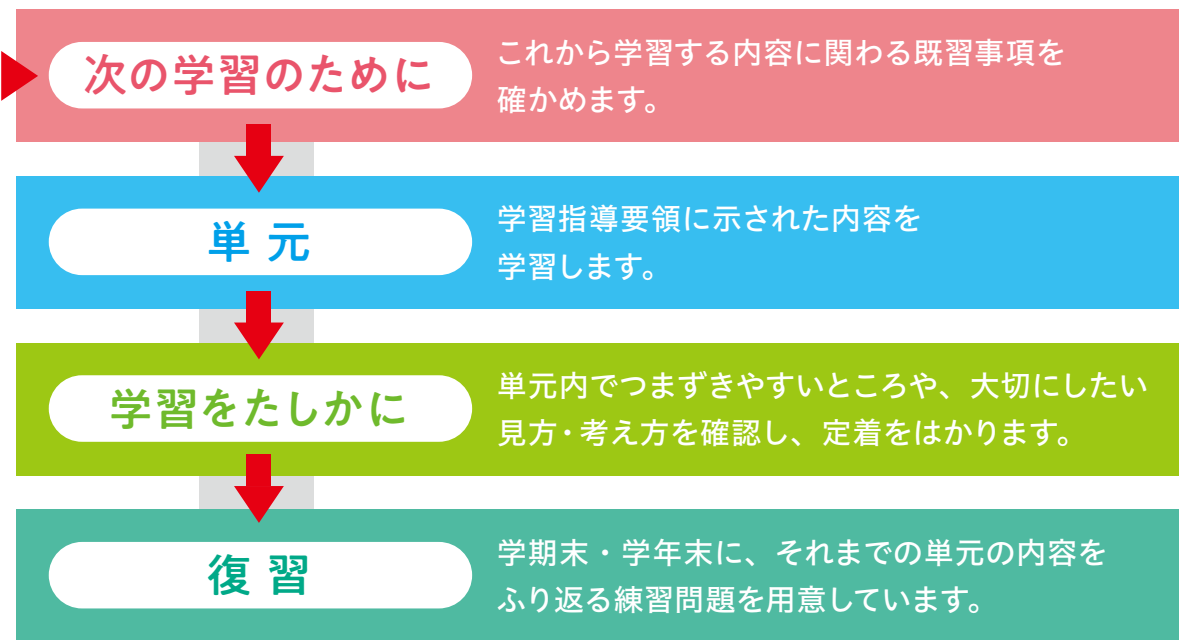 次の学習のために
これから学習する内容に関わる既習事項を
確かめます。
単元
学習指導要領に示された内容を
学習します。
学習をたしかに
単元内でつまずきやすいところや、大切にしたい
見方・考え方を確認し、定着をはかります。
復習
学期末・学年末に、それまでの単元の内容を
ふり返る練習問題を用意しています。